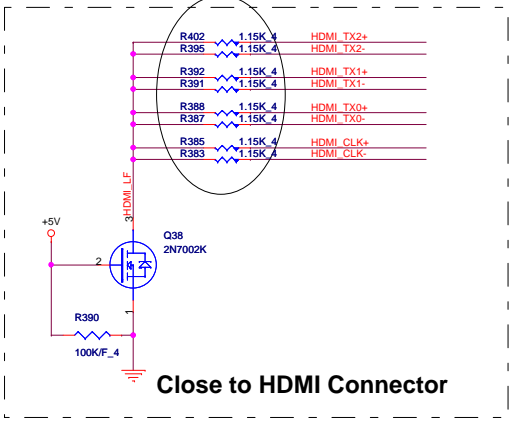 R402 1.15K_4 HDMI_TX2+
R395 1.15K_4 HDMI_TX2-
R392 1.15K_4 HDMI_TX1+
R391 1.15K_4 HDMI_TX1-
R388 1.15K_4 HDMI_TX0+
R387 1.15K_4 HDMI_TX0-
R385 1.15K_4 HDMI_CLK+
R383 1.15K_4 HDMI_CLK-
HDMI_LF
+5V
3
Q38
2N7002K
2
1
R390
100K/F_4
Close to HDMI Connector